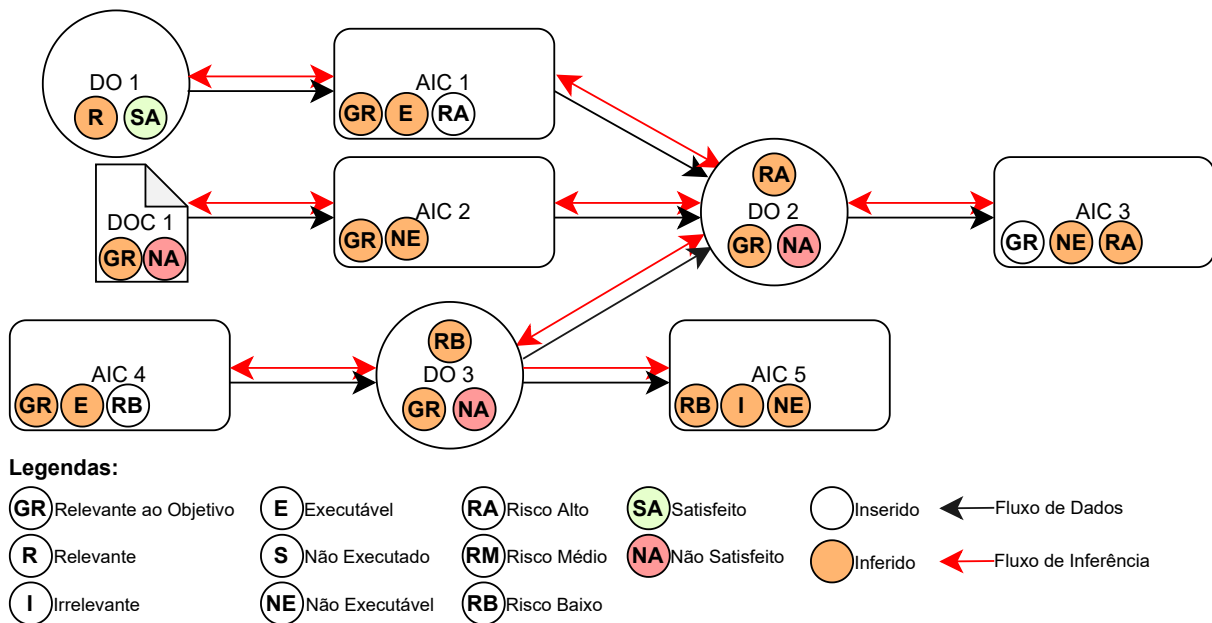 DO 1
R SA
AIC 1
GR E RA
DOC 1
GR NA
AIC 2
GR NE
RA
DO 2
GR NA
AIC 3
GR NE RA
AIC 4
GR E RB
RB
DO 3
GR NA
AIC 5
RB I NE
Legendas:
GR Relevante ao Objetivo E Executável RA Risco Alto SA Satisfeito Inserido Fluxo de Dados
R Relevante S Não Executado RM Risco Médio NA Não Satisfeito Inferido Fluxo de Inferência
I Irrelevante NE Não Executável RB Risco Baixo